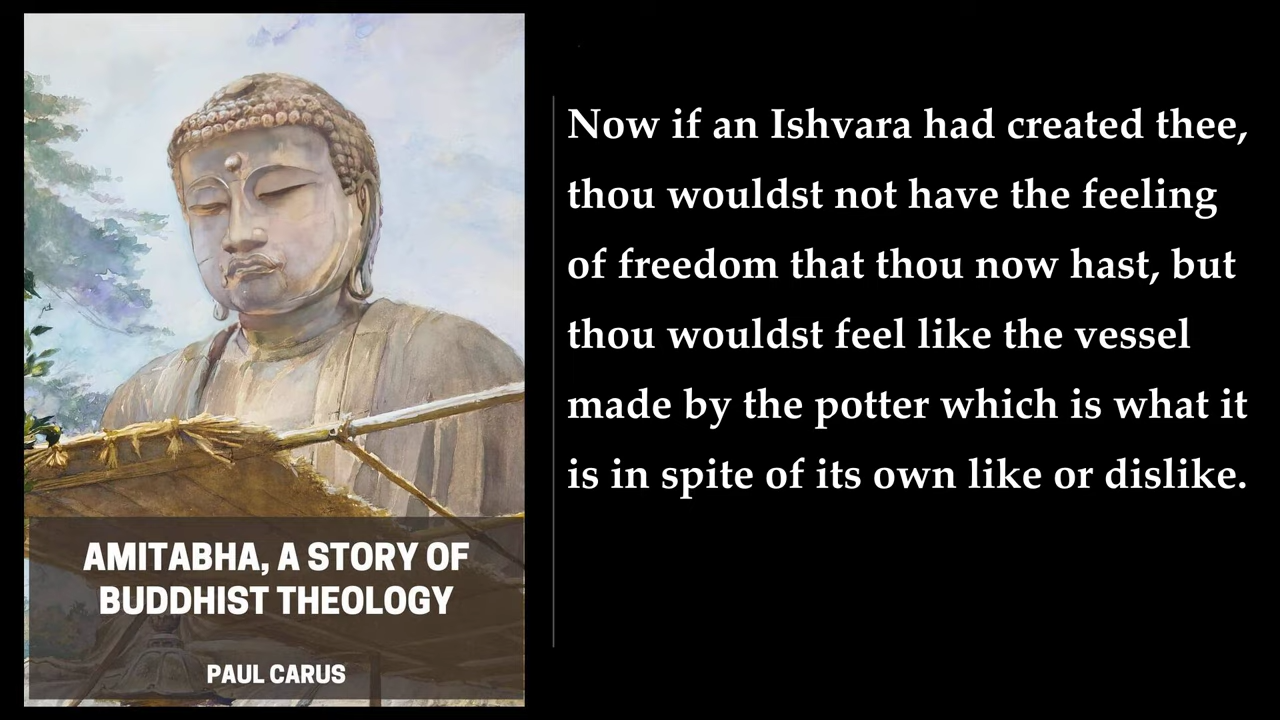 AMITABHA, A STORY OF
BUDDHIST THEOLOGY
PAUL CARUS
Now if an Ishvara had created thee,
thou wouldst not have the feeling
of freedom that thou now hast, but
thou wouldst feel like the vessel
made by the potter which is what it
is in spite of its own like or dislike.